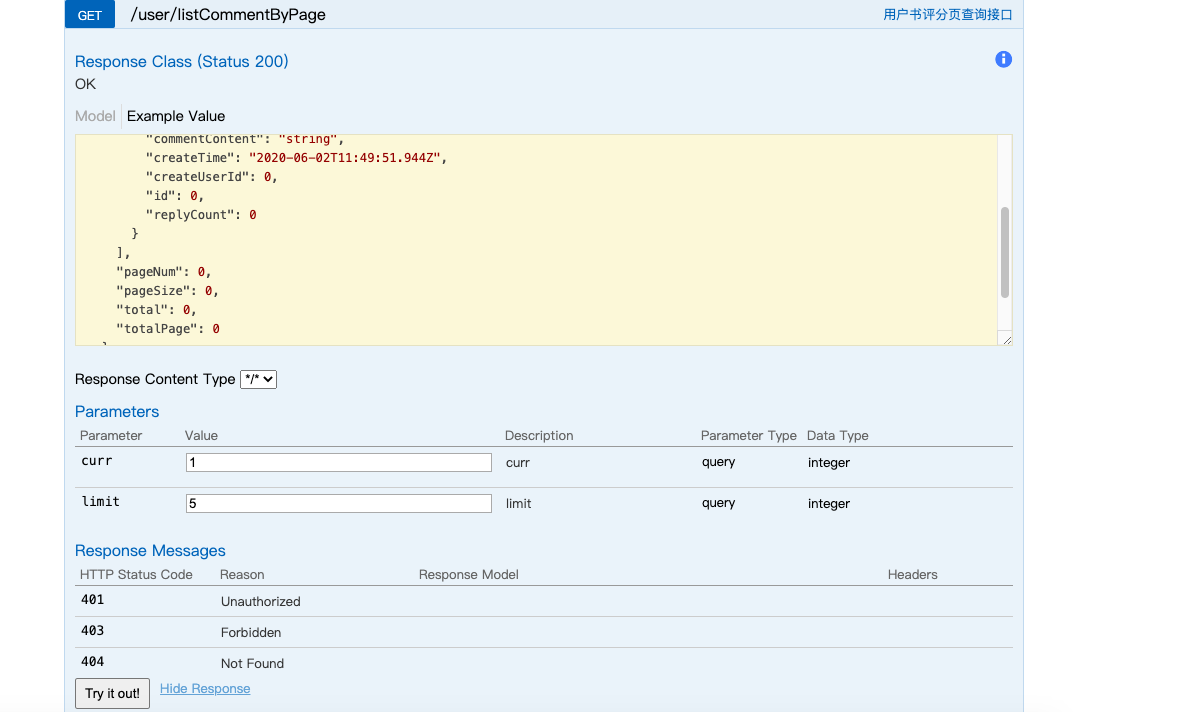 GET /user/listCommentByPage 用户书评分页查询接口
Response Class (Status 200)
OK
Model Example Value
"commentContent": "string",
"createTime": "2020-06-02T11:49:51.944Z",
"createUserId": 0,
"id": 0,
"replyCount": 0
}
],
"pageNum": 0,
"pageSize": 0,
"total": 0,
"totalPage": 0
Response Content Type */*
Parameters
Parameter Value Description Parameter Type Data Type
curr 1 curr query integer
limit 5 limit query integer
Response Messages
HTTP Status Code Reason Response Model Headers
401 Unauthorized
403 Forbidden
404 Not Found
Try it out! Hide Response